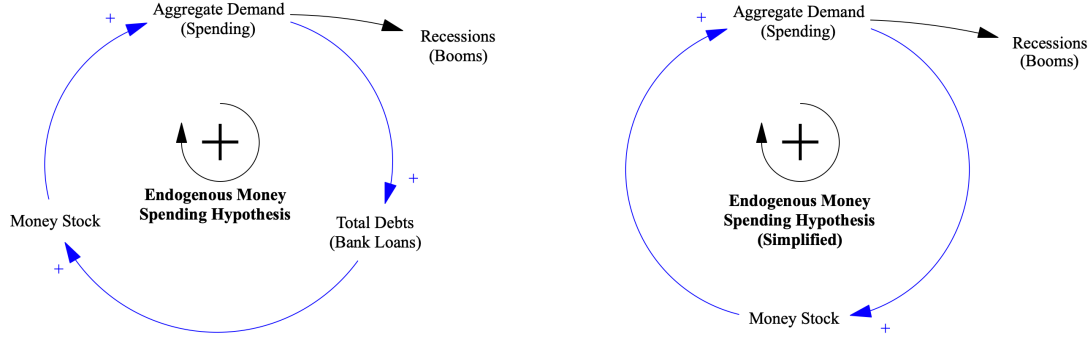 +
Aggregate Demand
(Spending)
Recessions
(Booms)
+
Endogenous Money
Spending Hypothesis
+
Money Stock
Total Debts
(Bank Loans)
+
+
Aggregate Demand
(Spending)
Recessions
(Booms)
+
Endogenous Money
Spending Hypothesis
(Simplified)
Money Stock
+